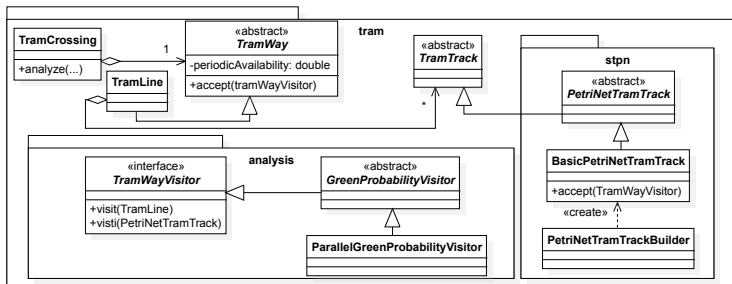 «abstract»
TramWay
-periodicAvailability: double
+accept(tramWayVisitor)
tram
TramCrossing
+analyze(...)
1
TramLine
«abstract»
TramTrack
*
stpn
«abstract»
PetriNetTramTrack
BasicPetriNetTramTrack
+accept(TramWayVisitor)
«create»
PetriNetTramTrackBuilder
analysis
«interface»
TramWayVisitor
+visit(TramLine)
+visti(PetriNetTramTrack)
«abstract»
GreenProbabilityVisitor
ParallelGreenProbabilityVisitor